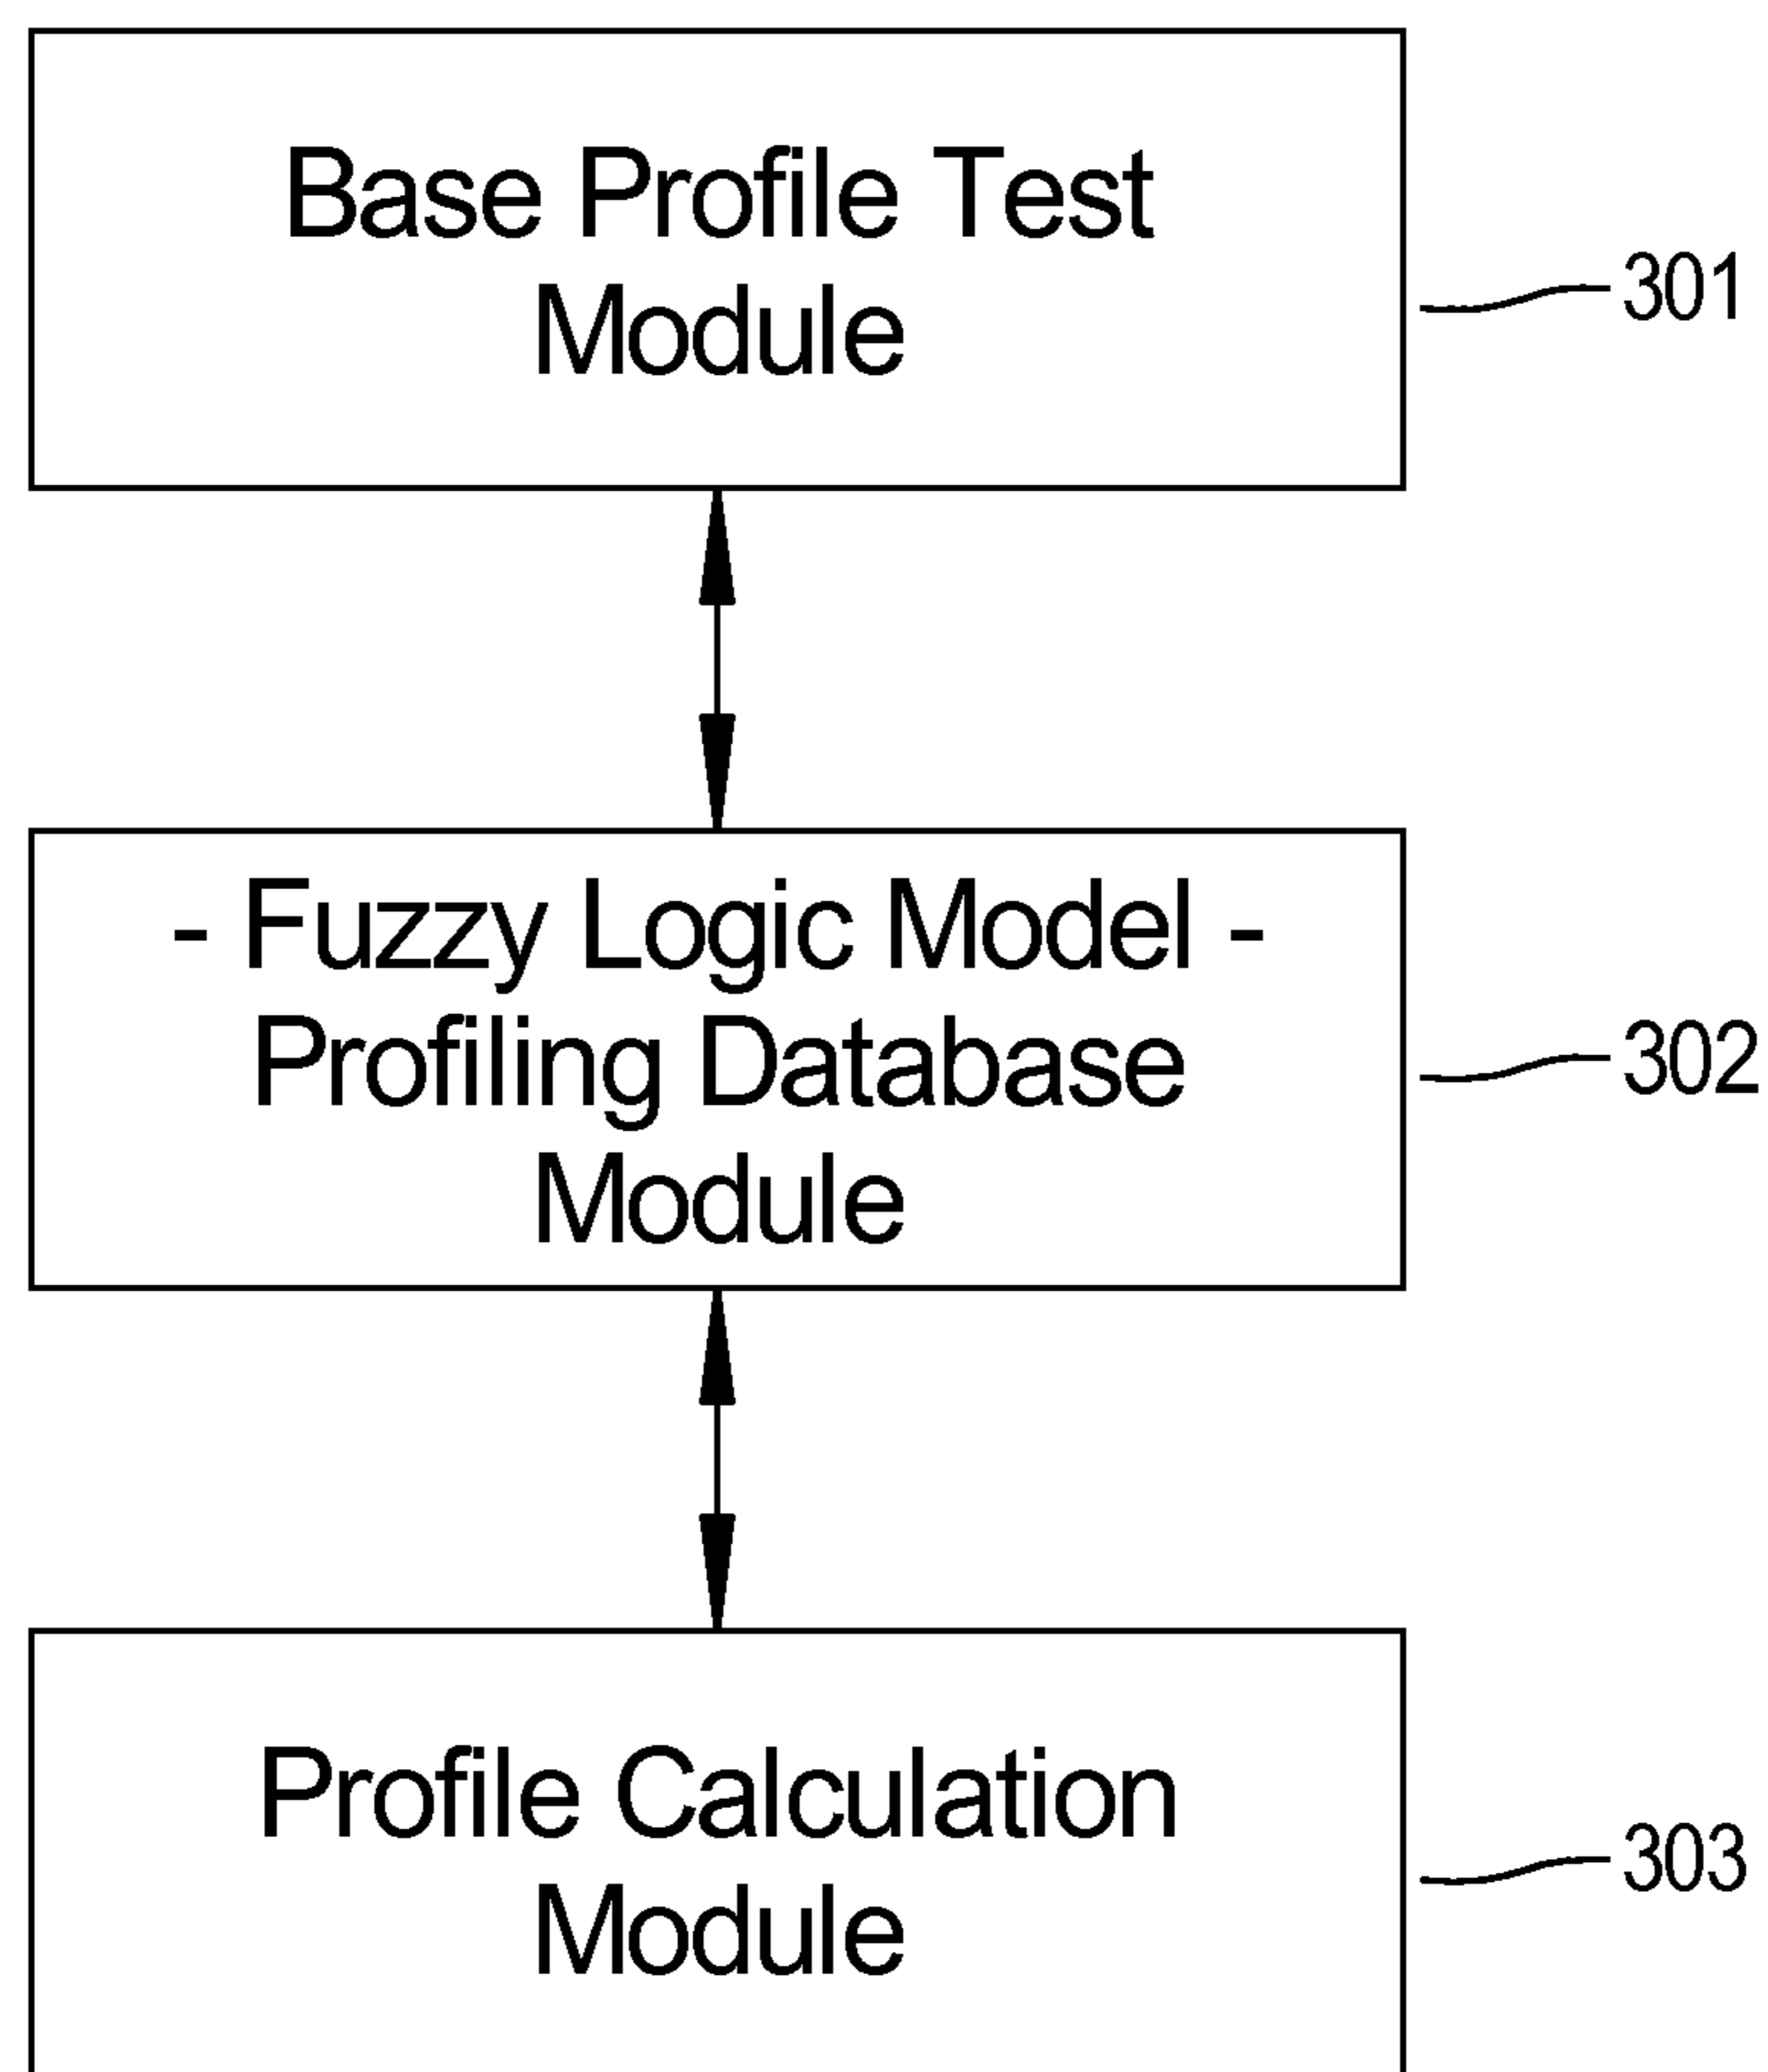 Base Profile Test
Module
301
- Fuzzy Logic Model -
Profiling Database
Module
302
Profile Calculation
Module
303